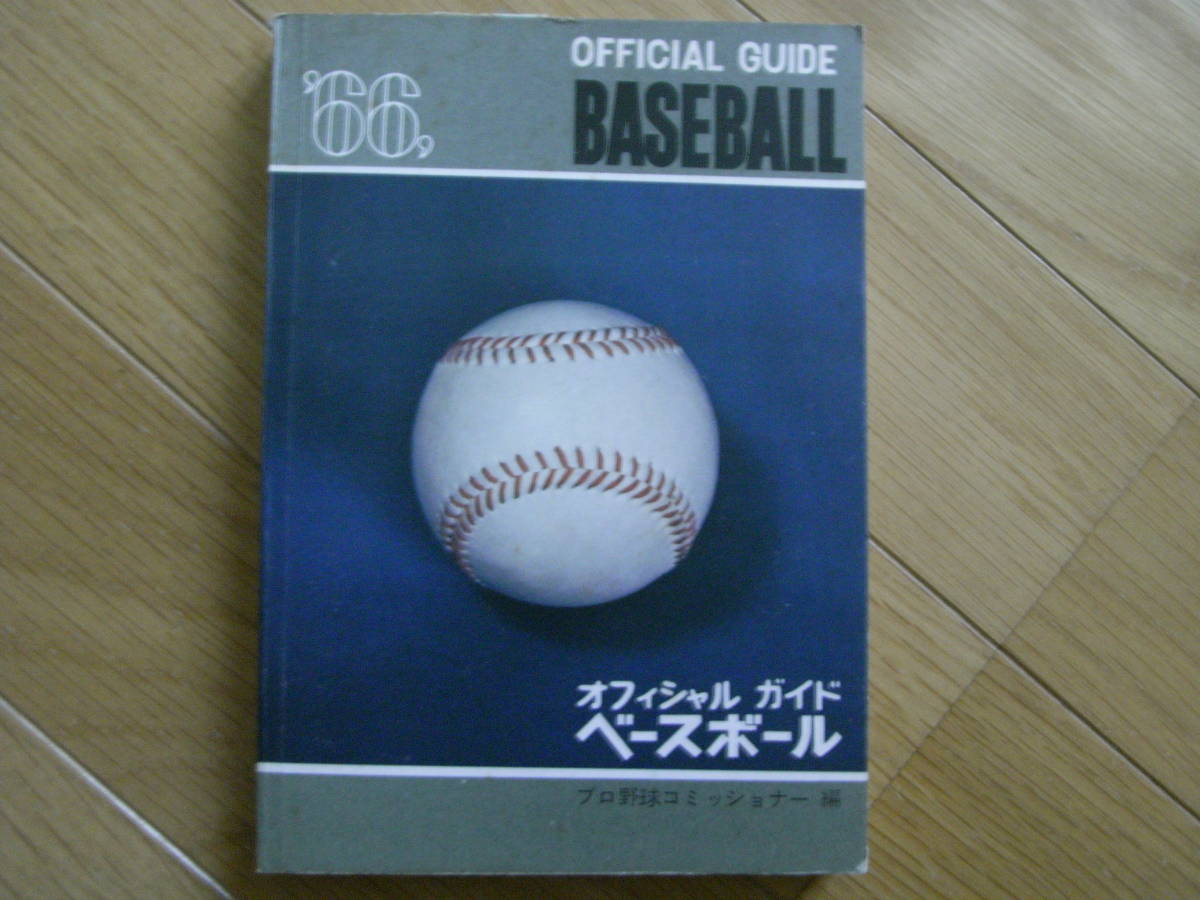 '66,
OFFICIAL GUIDE
BASEBALL
オフィシャル ガイド
ベースボール
プロ野球コミッショナー 編